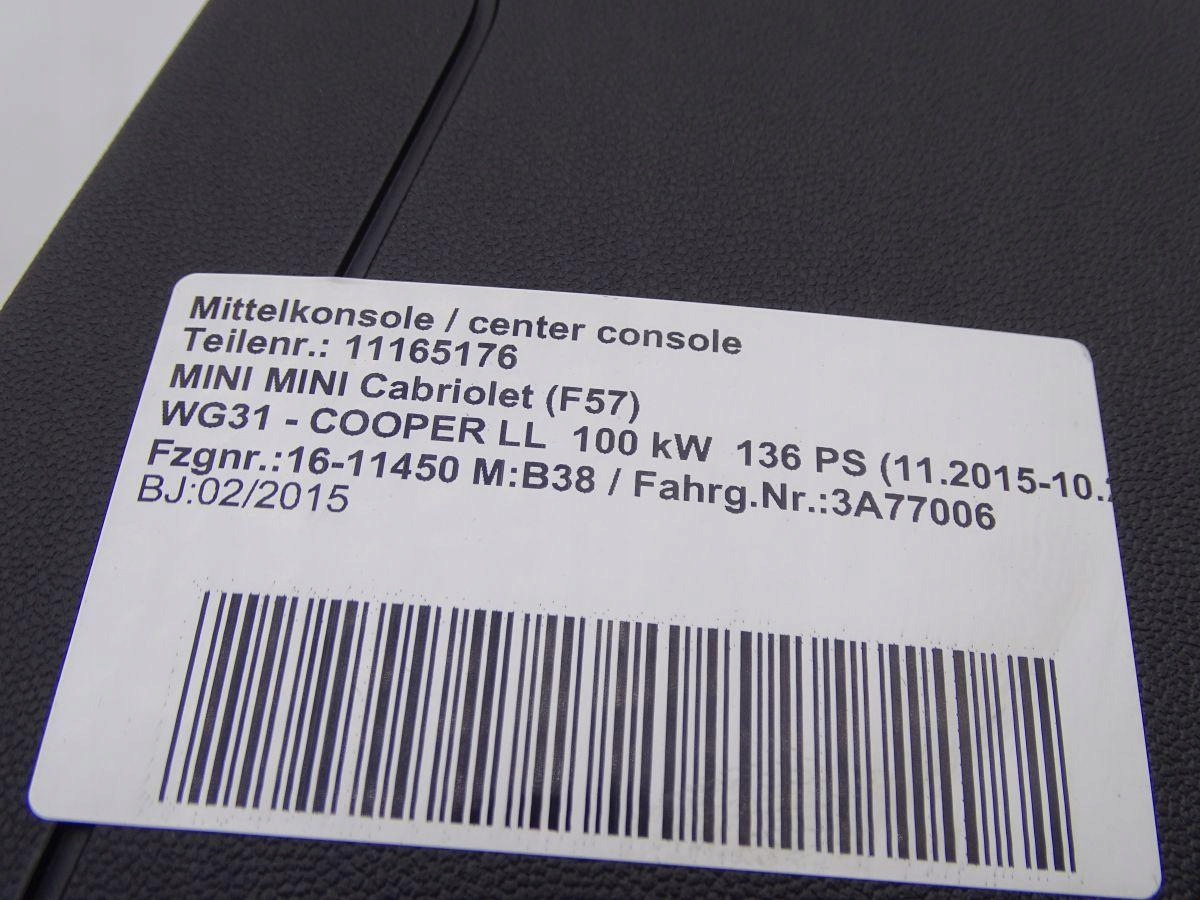 Mittelkonsole / center console
Teilenr.: 11165176
MINI MINI Cabriolet (F57)
WG31 - COOPER LL 100 kW 136 PS (11.2015-10.
Fzgnr.:16-11450 M:B38 / Fahrg.Nr.:3A77006
BJ:02/2015